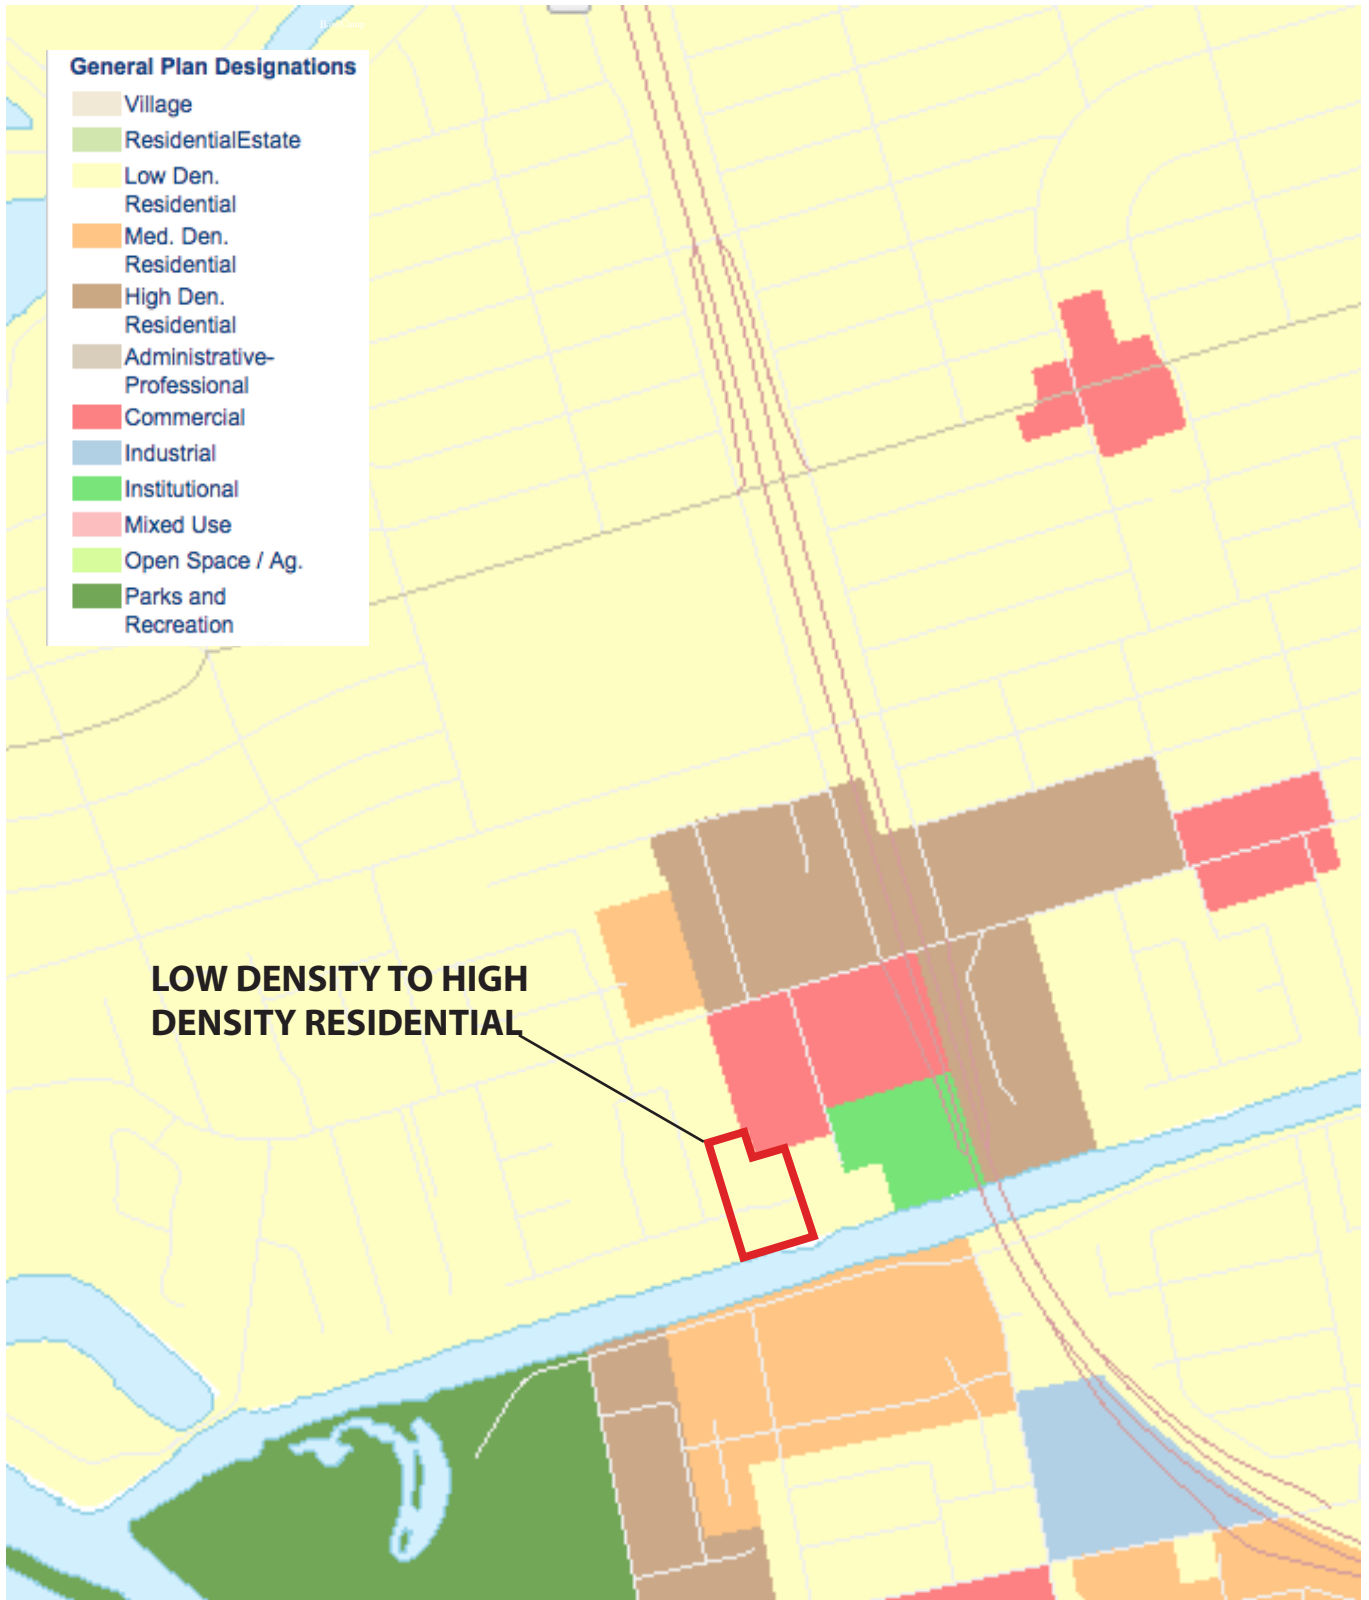 General Plan Designations
Village
ResidentialEstate
Low Den.
Residential
Med. Den.
Residential
High Den.
Residential
Administrative-
Professional
Commercial
Industrial
Institutional
Mixed Use
Open Space / Ag.
Parks and
Recreation
LOW DENSITY TO HIGH
DENSITY RESIDENTIAL